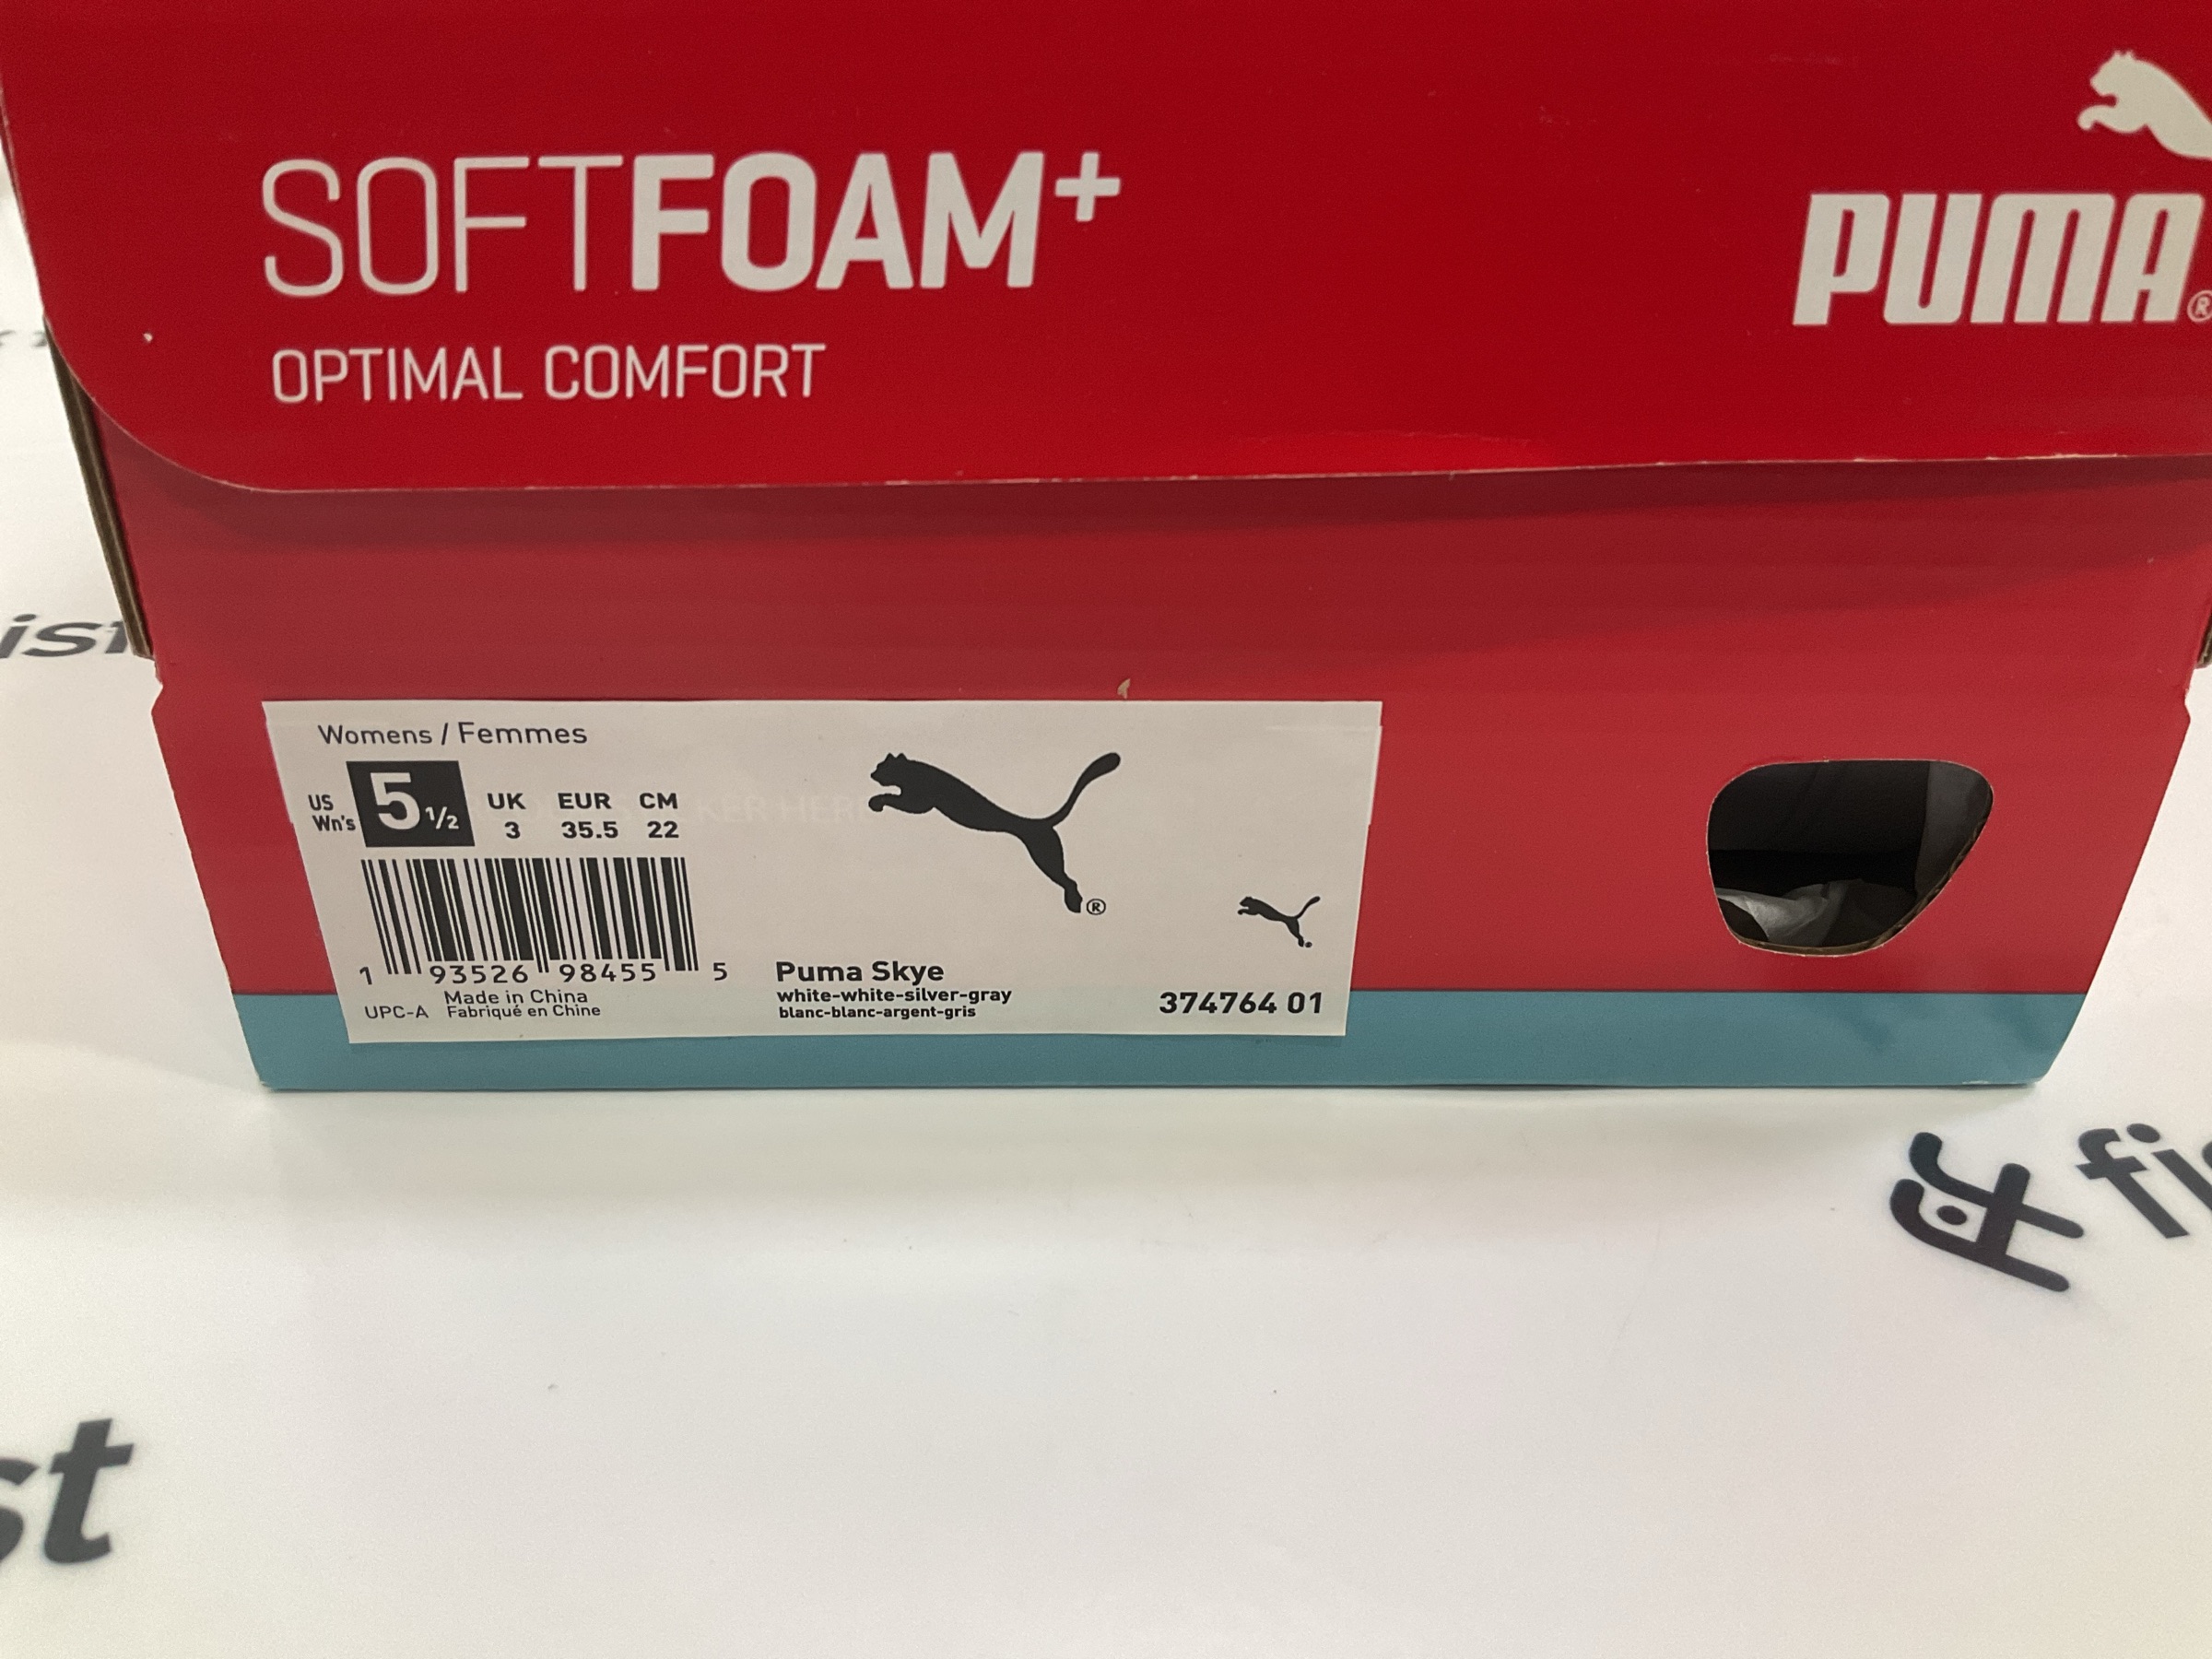 SOFTFOAM+
OPTIMAL COMFORT
PUMA®
Womens / Femmes
US Wn's 5 1/2
UK EUR CM
3 35.5 22
1 93526 98455 5
UPC-A
Made in China
Fabriqué en Chine
®
Puma Skye
white-white-silver-gray
blanc-blanc-argent-gris
374764 01